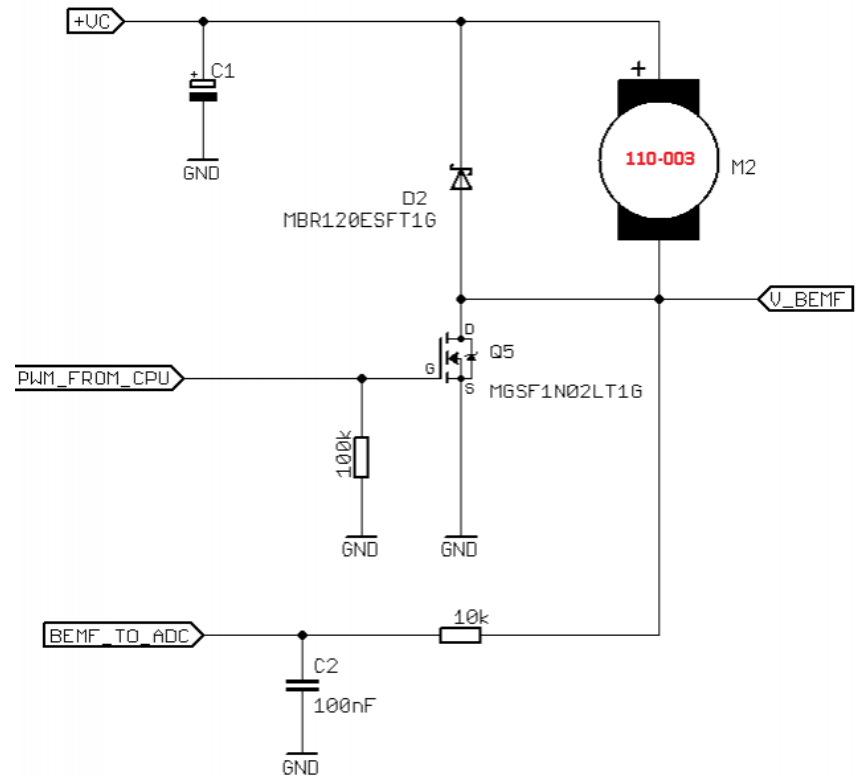 +VC
C1
GND
+
110-003
M2
D2
MBR120ESFT1G
V_BEMF
D
Q5
G
S
MGSF1N02LT1G
PWM_FROM_CPU
100k
GND
GND
10k
BEMF_TO_ADC
C2
100nF
GND